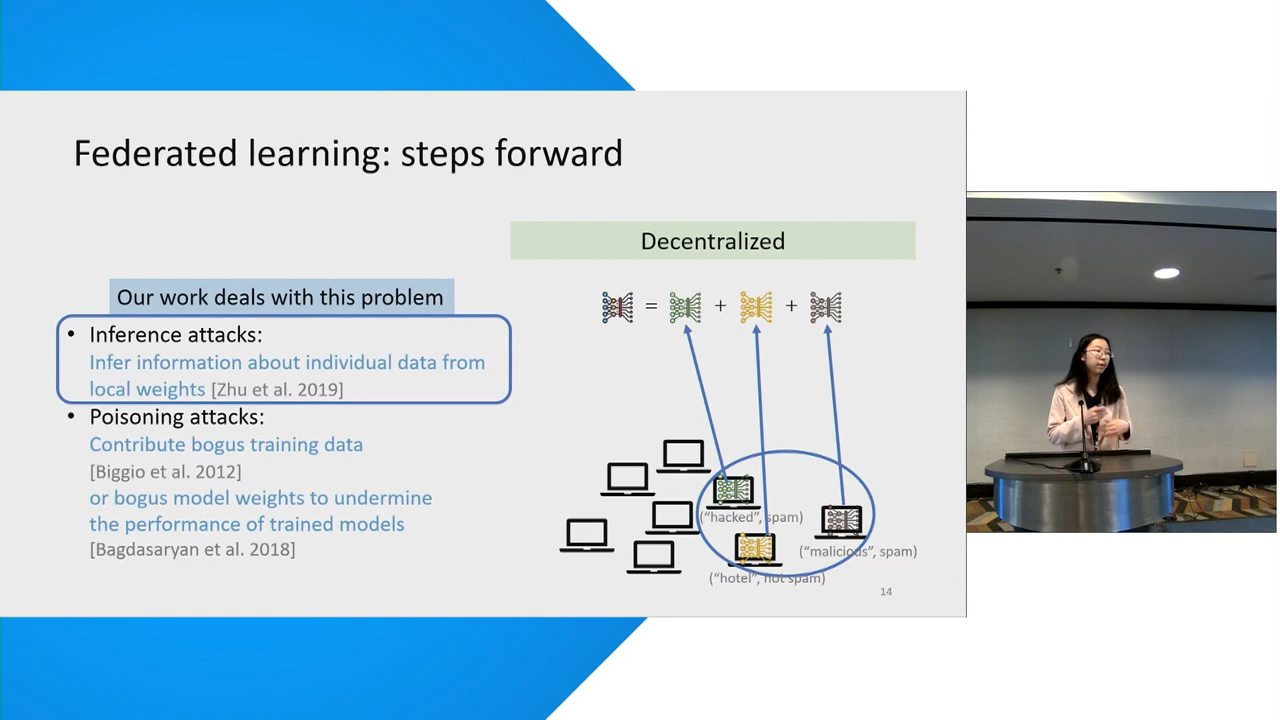 Federated learning: steps forward
Decentralized
Our work deals with this problem
• Inference attacks:
Infer information about individual data from
local weights [Zhu et al. 2019]
• Poisoning attacks:
Contribute bogus training data
[Biggio et al. 2012]
or bogus model weights to undermine
the performance of trained models
[Bagdasaryan et al. 2018]
= + +
("hacked", spam)
("malicious", spam)
("hotel", not spam)
14